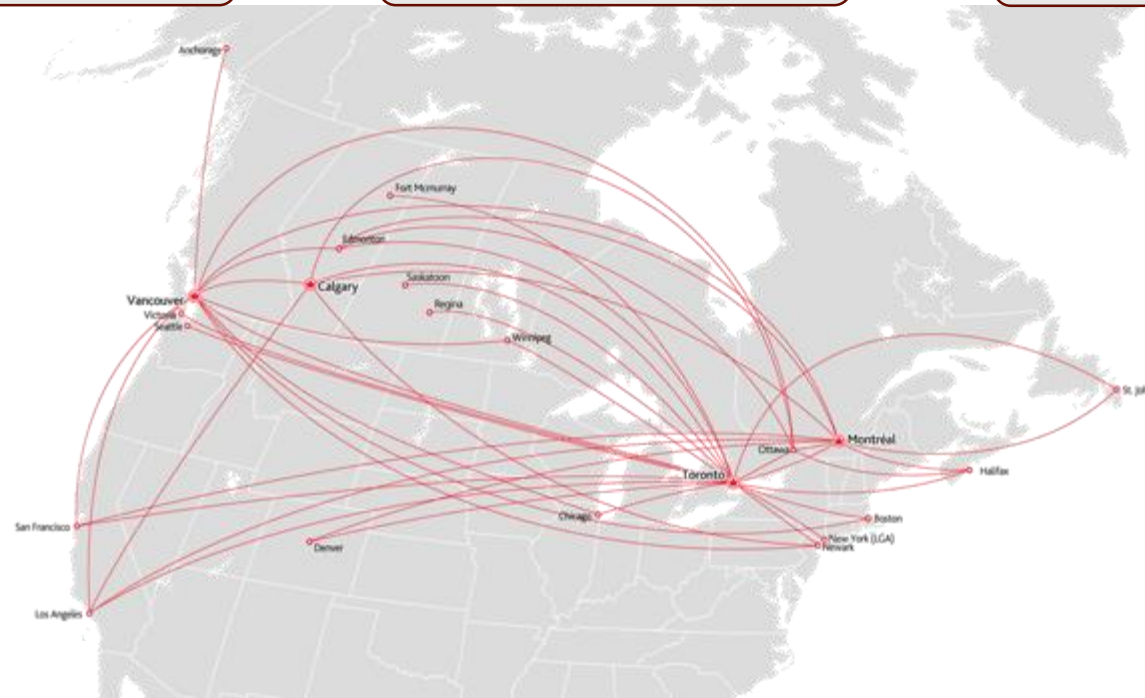 Anchorage
Fort Mcmurray
Edmonton
Saskatoon
Calgary
Vancouver
Regina
Victoria
Seattle
Winnipeg
St. Jo
Montréal
Ottawa
Halifax
Toronto
Chicago
Boston
San Francisco
New York (LGA)
Newark
Denver
Los Angeles